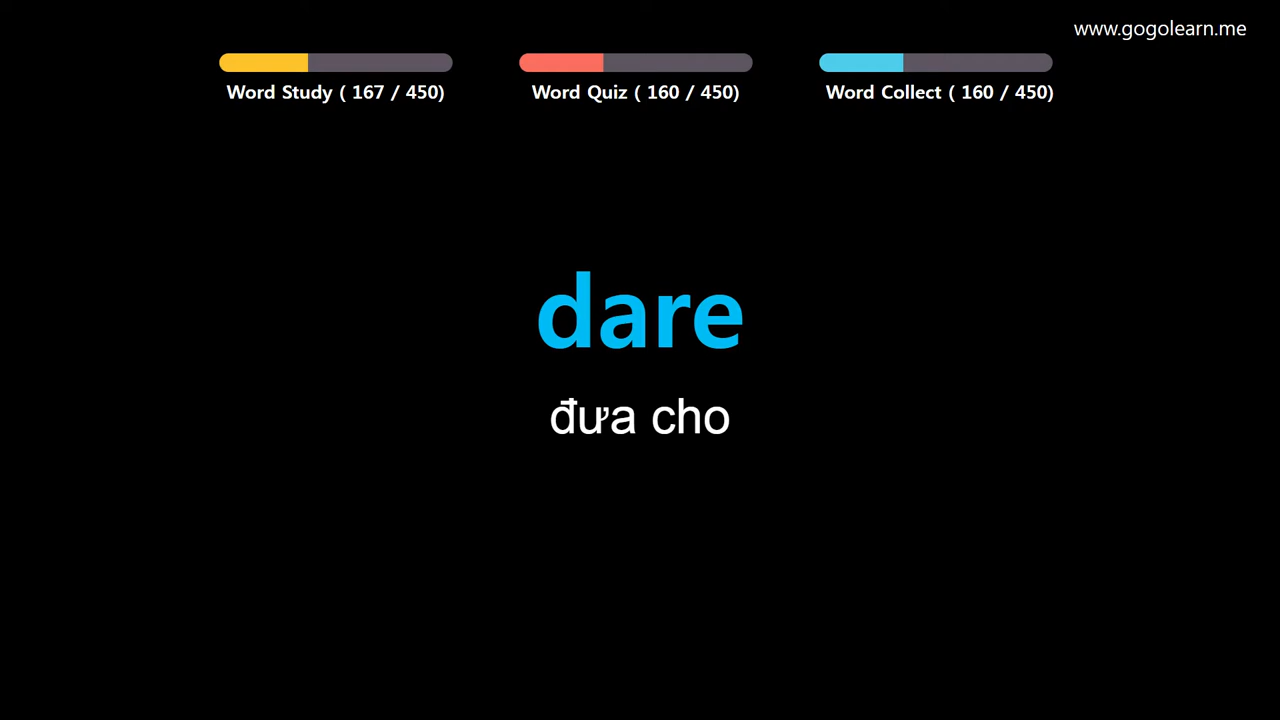 www.gogolearn.me
Word Study ( 167 / 450)
Word Quiz ( 160 / 450)
Word Collect ( 160 / 450)
dare
đưa cho